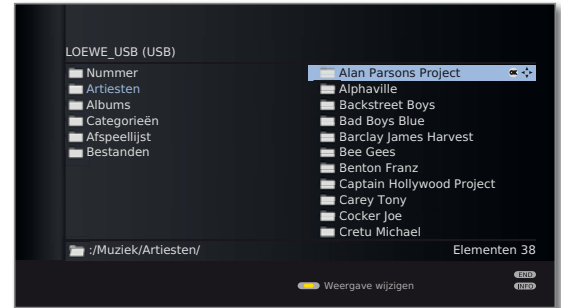 LOEWE_USB (USB)
Nummer
Artiesten
Albums
Categorieën
Afspeellijst
Bestanden
Alan Parsons Project OK
Alphaville
Backstreet Boys
Bad Boys Blue
Barclay James Harvest
Bee Gees
Benton Franz
Captain Hollywood Project
Carey Tony
Cocker Joe
Cretu Michael
:/Muziek/Artiesten/
Elementen 38
Weergave wijzigen
END
INFO